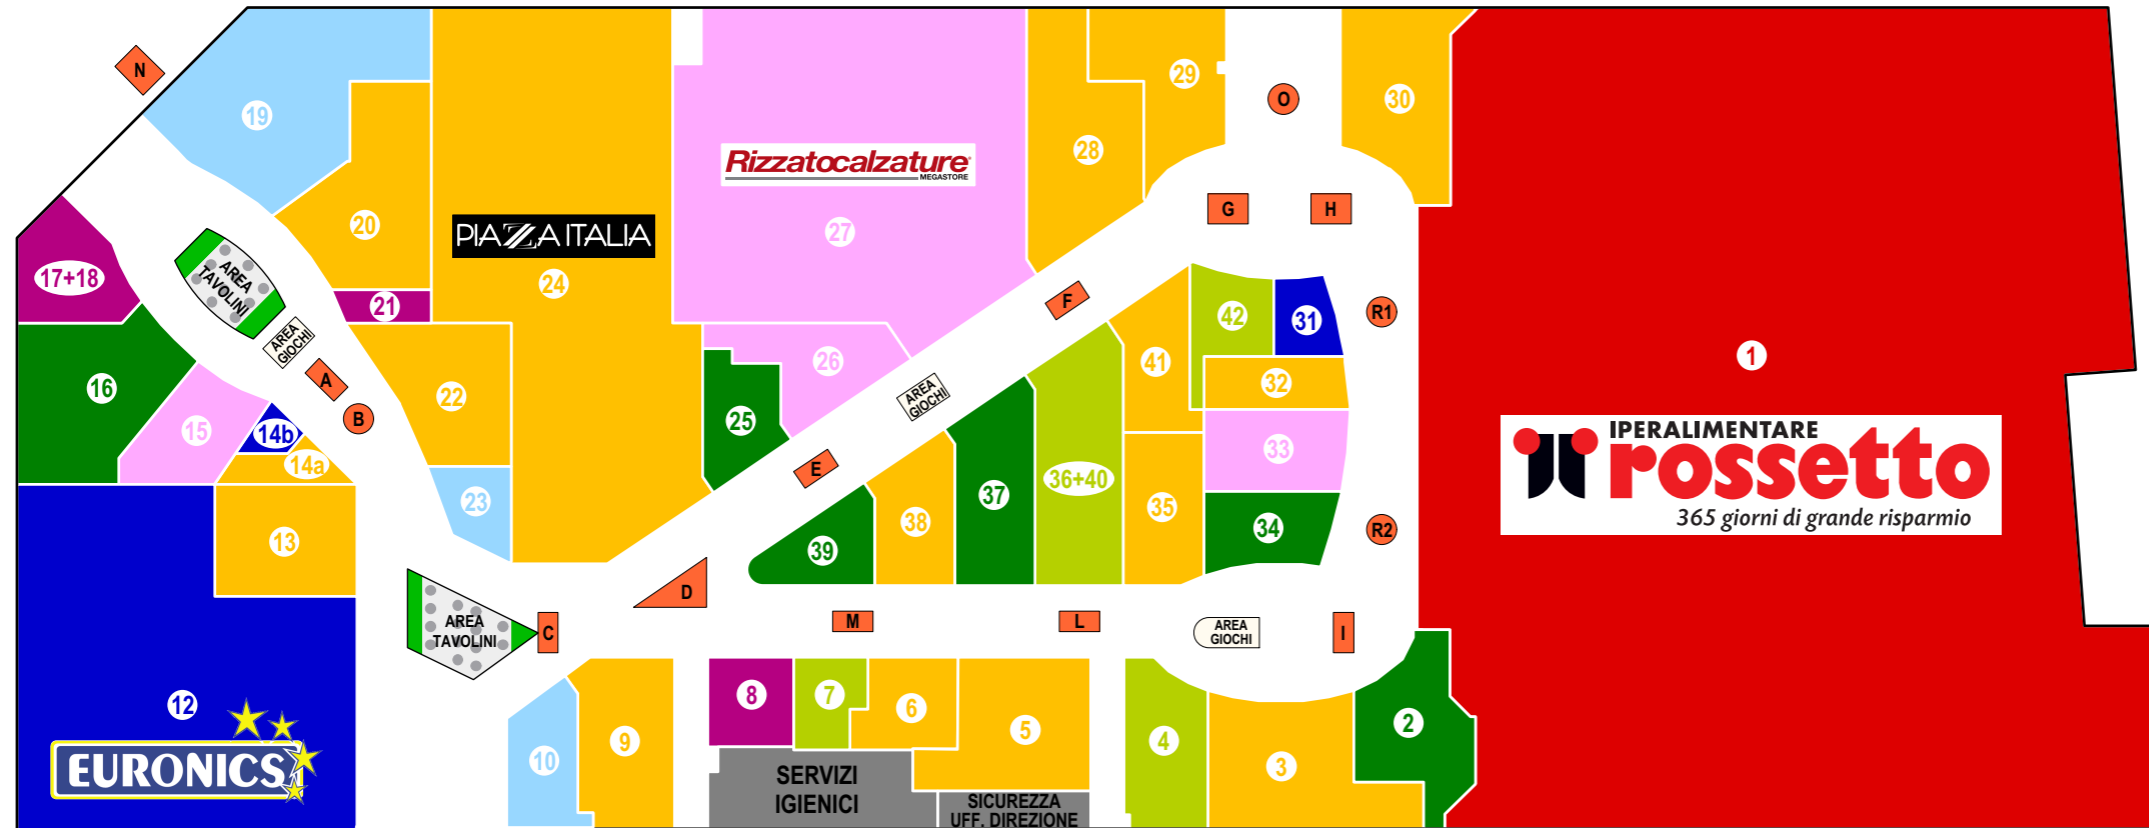 N
19
29
30
O
28
Rizzatocalzature
MEGASTORE
20
PIAZZA ITALIA
27
G
H
17+18
AREA
TAVOLINI
24
21
F
42
31
R1
AREA
GIOCHI
26
41
1
A
16
22
32
B
AREA
GIOCHI
25
15
14b
14a
IPERALIMENTARE
rossetto
365 giorni di grande risparmio
33
E
36+40
37
23
35
38
34
R2
13
39
D
AREA
TAVOLINI
C
M
L
AREA
GIOCHI
I
12
EURONICS
8
7
6
5
2
10
9
4
3
SERVIZI
IGIENICI
SICUREZZA
UFF. DIREZIONE